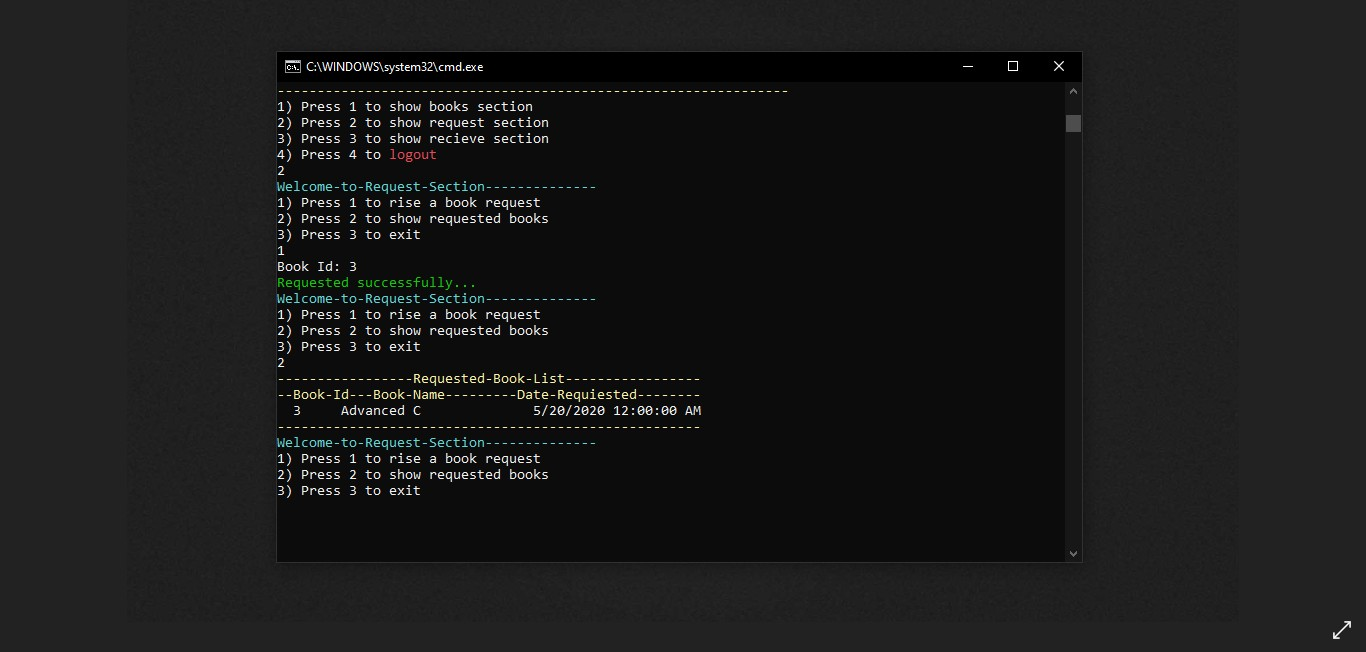 C:\WINDOWS\system32\cmd.exe
----------------------------------------------------------------
1) Press 1 to show books section
2) Press 2 to show request section
3) Press 3 to show recieve section
4) Press 4 to logout
2
Welcome-to-Request-Section--------------
1) Press 1 to rise a book request
2) Press 2 to show requested books
3) Press 3 to exit
1
Book Id: 3
Requested successfully...
Welcome-to-Request-Section--------------
1) Press 1 to rise a book request
2) Press 2 to show requested books
3) Press 3 to exit
2
-----------------Requested-Book-List-----------------
--Book-Id---Book-Name---------Date-Requiested--------
  3     Advanced C              5/20/2020 12:00:00 AM
-----------------------------------------------------
Welcome-to-Request-Section--------------
1) Press 1 to rise a book request
2) Press 2 to show requested books
3) Press 3 to exit